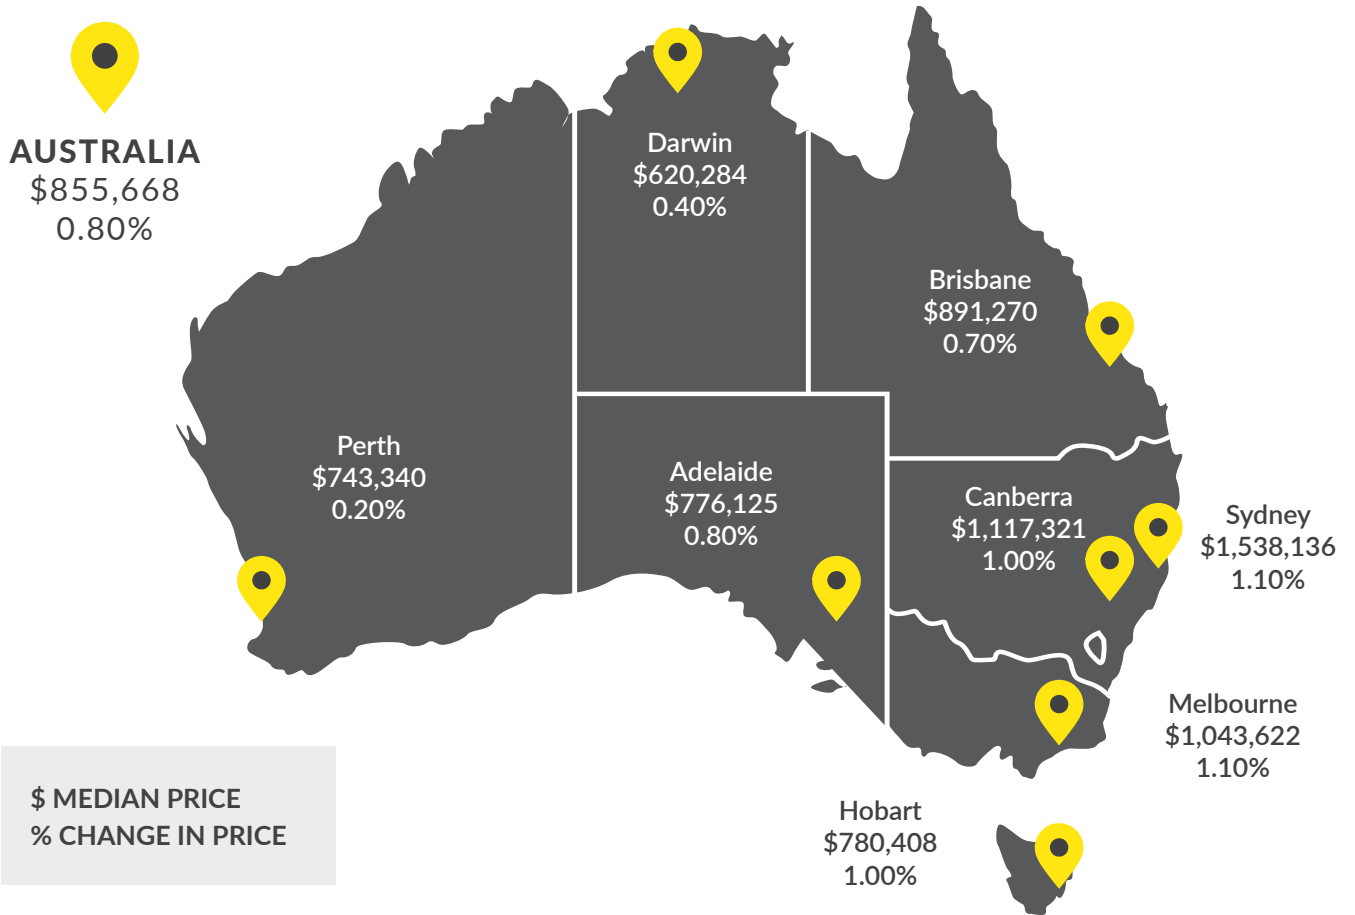 AUSTRALIA
$855,668
0.80%
Darwin
$620,284
0.40%
Brisbane
$891,270
0.70%
Perth
$743,340
0.20%
Adelaide
$776,125
0.80%
Canberra
$1,117,321
1.00%
Sydney
$1,538,136
1.10%
Melbourne
$1,043,622
1.10%
Hobart
$780,408
1.00%
$ MEDIAN PRICE
% CHANGE IN PRICE